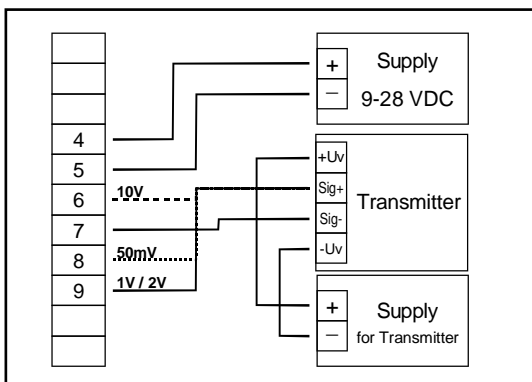 4
5
6
7
8
9
10V
50mV
1V / 2V
+ Supply
− 9-28 VDC
+Uv
Sig+
Sig-
-Uv
Transmitter
+ Supply
− for Transmitter